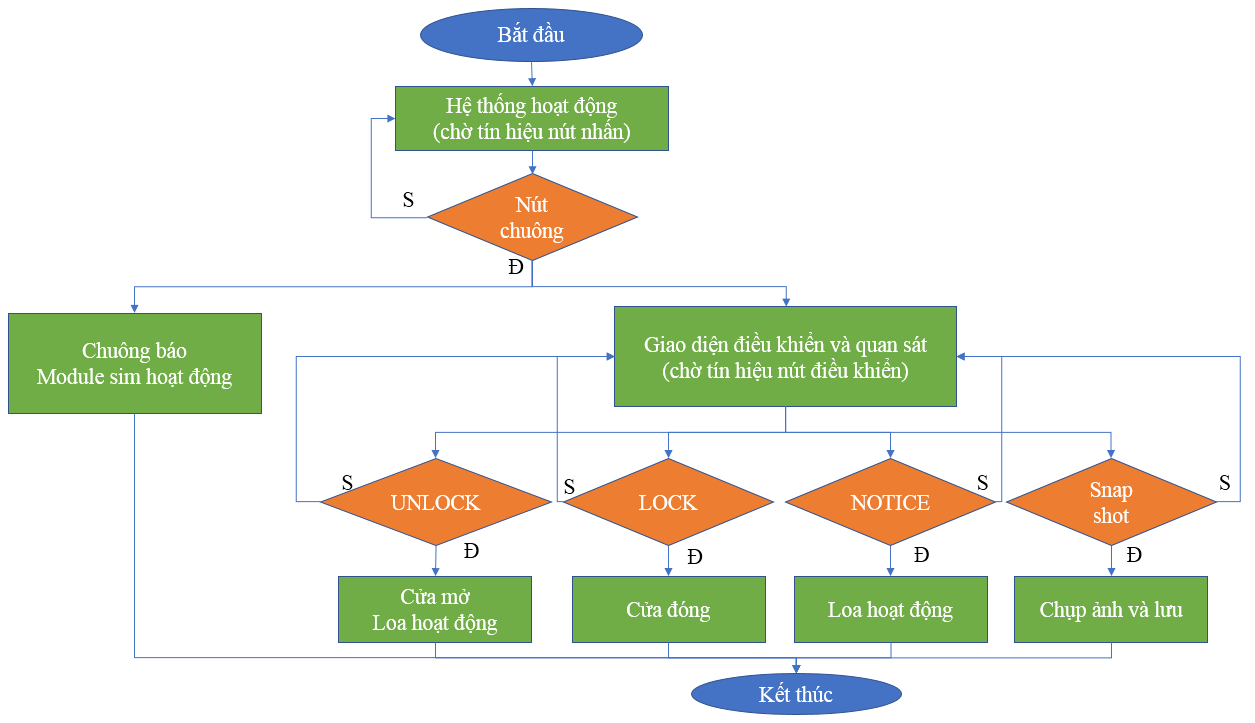 Bắt đầu
Hệ thống hoạt động
(chờ tín hiệu nút nhấn)
S
Nút
chuông
Đ
Chuông báo
Module sim hoạt động
Giao diện điều khiển và quan sát
(chờ tín hiệu nút điều khiển)
S
UNLOCK
S
LOCK
NOTICE
S
Snap
shot
S
Đ
Đ
Đ
Đ
Cửa mở
Loa hoạt động
Cửa đóng
Loa hoạt động
Chụp ảnh và lưu
Kết thúc